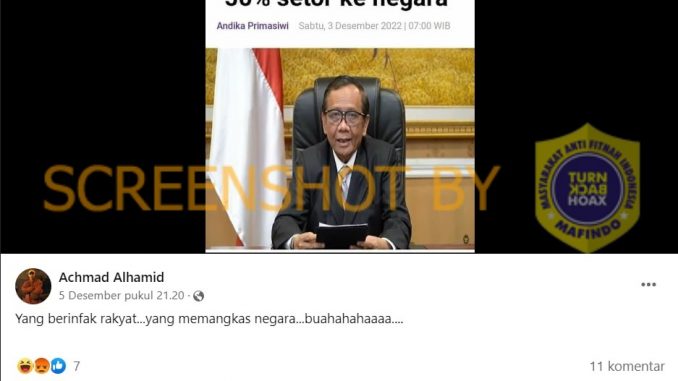 50% setor ke negara
Andika Primasiwi Sabtu, 3 Desember 2022 | 07:00 WIB
SCREENSHOT BY
MASYARAKAT ANTI FITNAH INDONESIA
TURN
BACK
HOAX
MAFINDO
Achmad Alhamid
5 Desember pukul 21.20 ·
Yang berinfak rakyat...yang memangkas negara...buahahahaaaa....
7
11 komentar